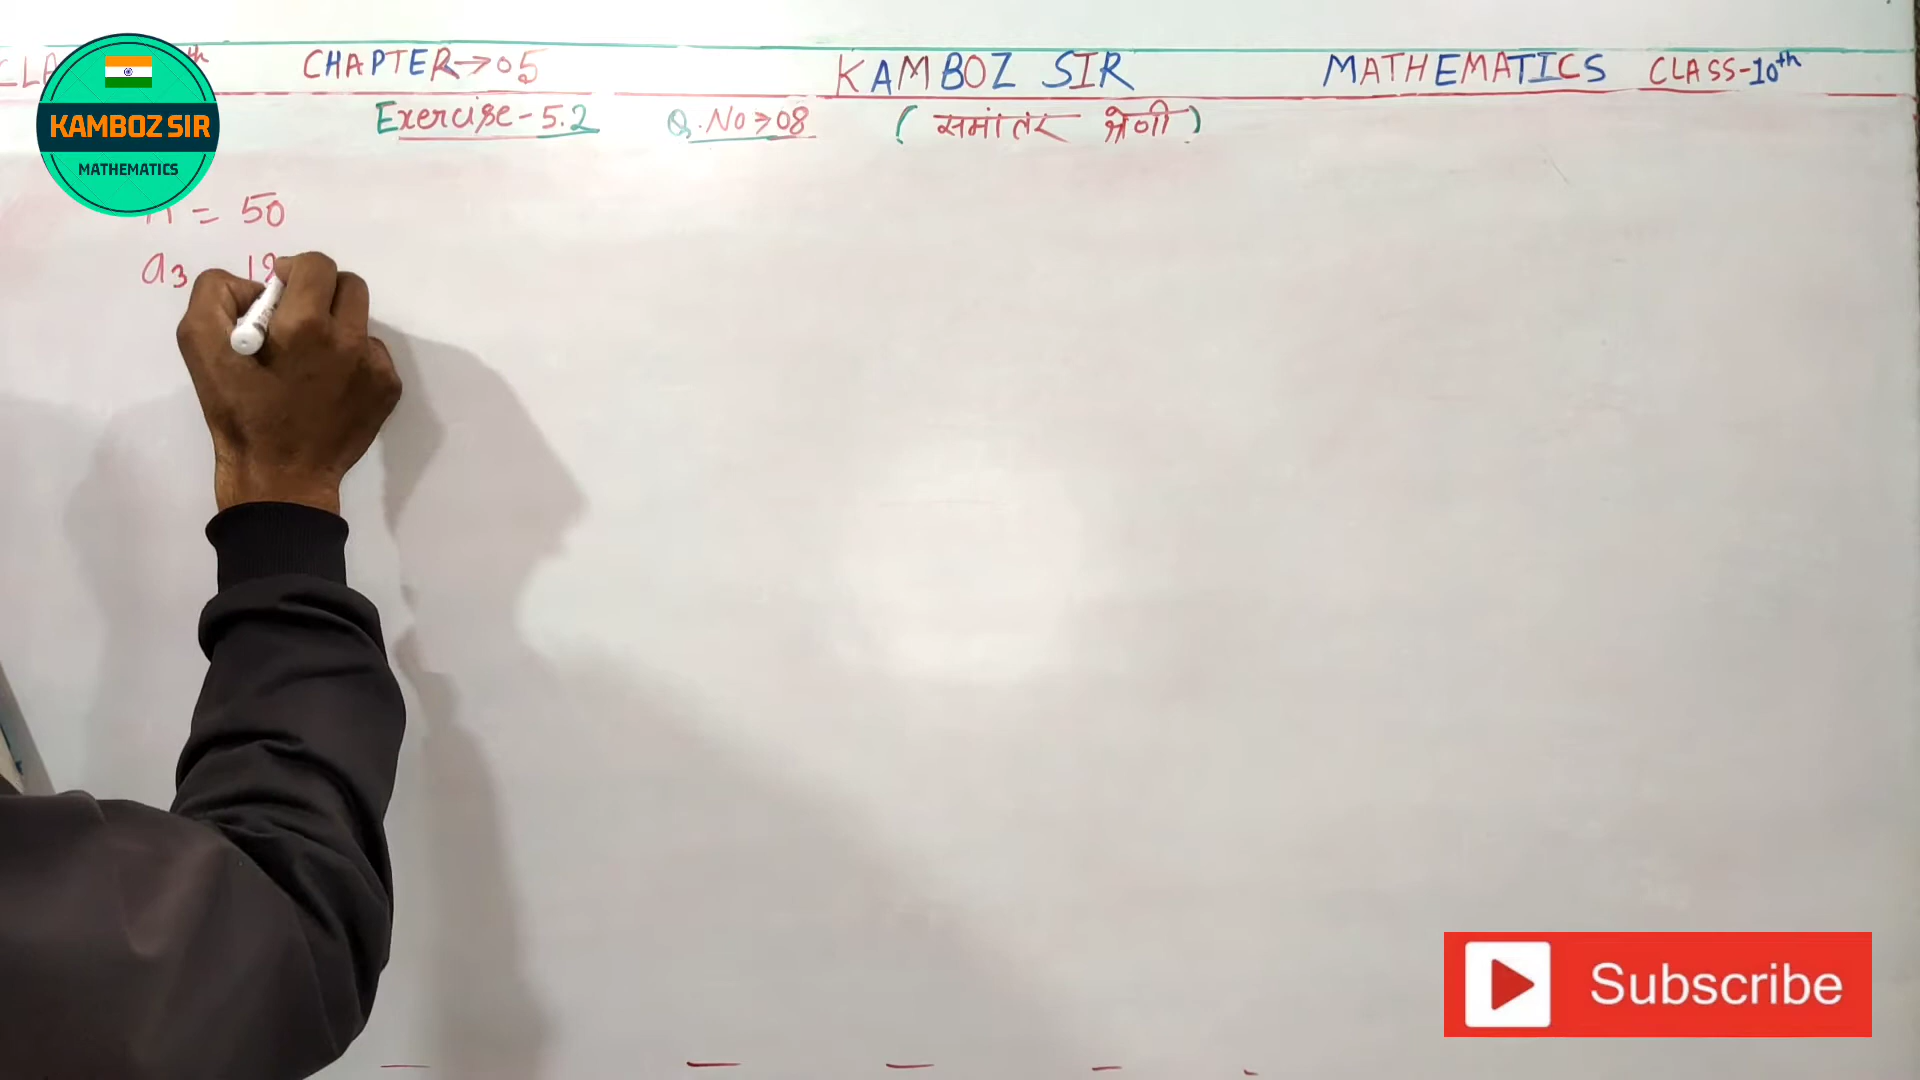 CHAPTER→05 KAMBOZ SIR MATHEMATICS CLASS-10th
Exercise-5.2 Q.No→08 (समांतर श्रेणी)
KAMBOZ SIR
MATHEMATICS
n = 50
a3 12
Subscribe